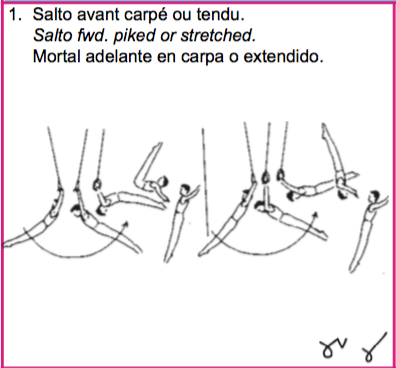 1. Salto avant carpé ou tendu.
Salto fwd. piked or stretched.
Mortal adelante en carpa o extendido.